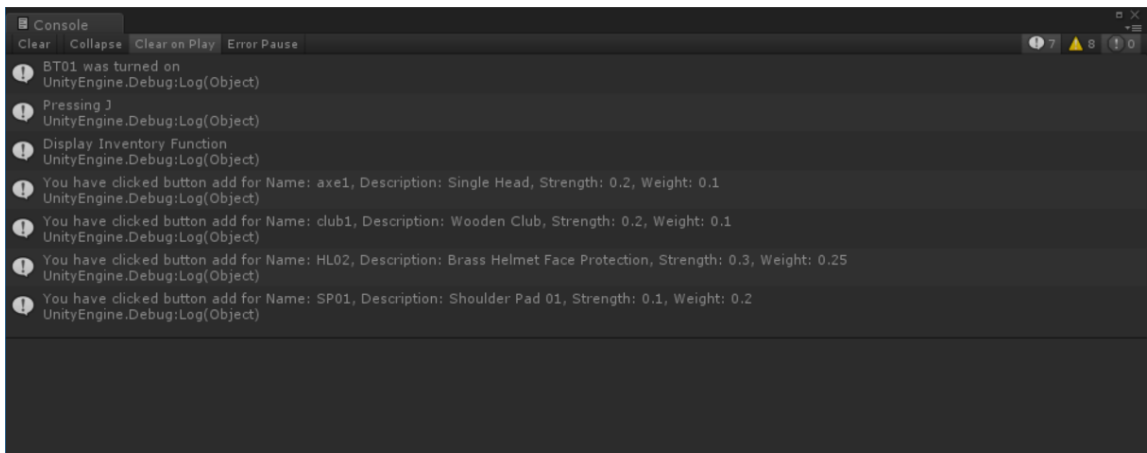 Console
Clear Collapse Clear on Play Error Pause 7 8 0
BT01 was turned on
UnityEngine.Debug:Log(Object)
Pressing J
UnityEngine.Debug:Log(Object)
Display Inventory Function
UnityEngine.Debug:Log(Object)
You have clicked button add for Name: axe1, Description: Single Head, Strength: 0.2, Weight: 0.1
UnityEngine.Debug:Log(Object)
You have clicked button add for Name: club1, Description: Wooden Club, Strength: 0.2, Weight: 0.1
UnityEngine.Debug:Log(Object)
You have clicked button add for Name: HL02, Description: Brass Helmet Face Protection, Strength: 0.3, Weight: 0.25
UnityEngine.Debug:Log(Object)
You have clicked button add for Name: SP01, Description: Shoulder Pad 01, Strength: 0.1, Weight: 0.2
UnityEngine.Debug:Log(Object)